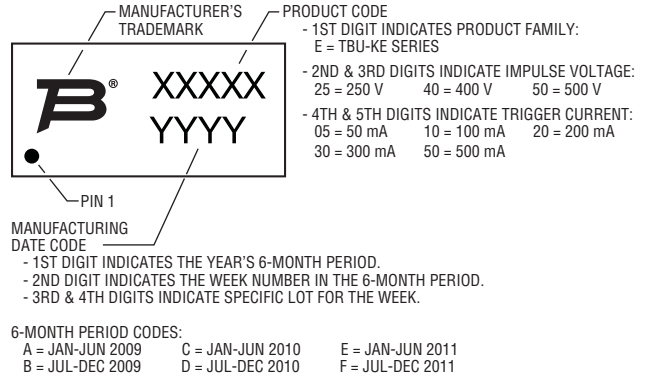 MANUFACTURER'S
TRADEMARK
PRODUCT CODE
- 1ST DIGIT INDICATES PRODUCT FAMILY:
E = TBU-KE SERIES
- 2ND & 3RD DIGITS INDICATE IMPULSE VOLTAGE:
25 = 250 V 40 = 400 V 50 = 500 V
- 4TH & 5TH DIGITS INDICATE TRIGGER CURRENT:
05 = 50 mA 10 = 100 mA 20 = 200 mA
30 = 300 mA 50 = 500 mA
B®
XXXXX
YYYY
PIN 1
MANUFACTURING
DATE CODE
- 1ST DIGIT INDICATES THE YEAR'S 6-MONTH PERIOD.
- 2ND DIGIT INDICATES THE WEEK NUMBER IN THE 6-MONTH PERIOD.
- 3RD & 4TH DIGITS INDICATE SPECIFIC LOT FOR THE WEEK.
6-MONTH PERIOD CODES:
A = JAN-JUN 2009 C = JAN-JUN 2010 E = JAN-JUN 2011
B = JUL-DEC 2009 D = JUL-DEC 2010 F = JUL-DEC 2011